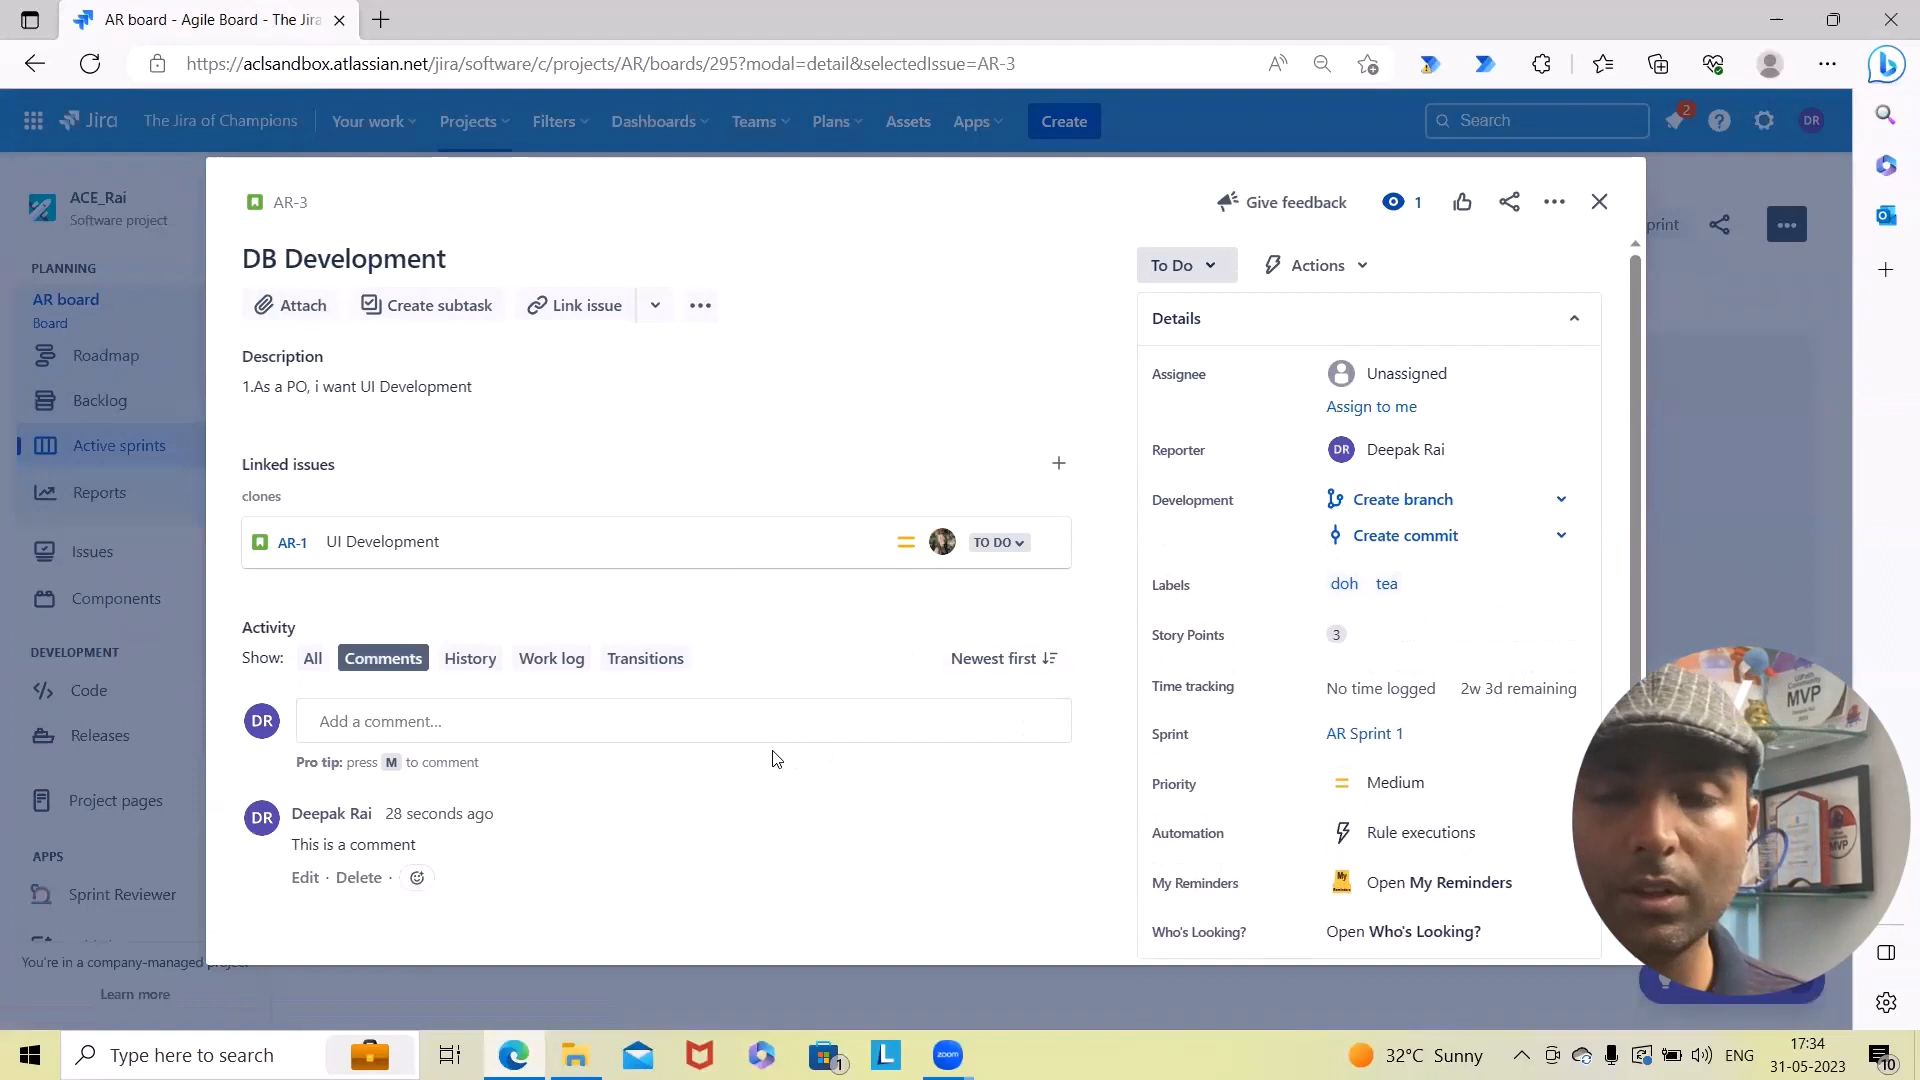 AR board - Agile Board - The Jira
https://aclsandbox.atlassian.net/jira/software/c/projects/AR/boards/295?modal=detail&selectedIssue=AR-3
Jira The Jira of Champions Your work Projects Filters Dashboards Teams Plans Assets Apps Create Search 2 DR
ACE_Rai
Software project
PLANNING
AR board
Board
Roadmap
Backlog
Active sprints
Reports
Issues
Components
DEVELOPMENT
Code
Releases
Project pages
APPS
Sprint Reviewer
You're in a company-managed project
Learn more
AR-3
Give feedback 1
DB Development
Attach Create subtask Link issue
Description
1.As a PO, i want UI Development
Linked issues
clones
AR-1 UI Development TO DO
Activity
Show: All Comments History Work log Transitions Newest first
DR Add a comment...
Pro tip: press M to comment
DR Deepak Rai 28 seconds ago
This is a comment
Edit · Delete ·
To Do Actions
Details
Assignee Unassigned
Assign to me
Reporter DR Deepak Rai
Development Create branch
Create commit
Labels doh tea
Story Points 3
Time tracking No time logged 2w 3d remaining
Sprint AR Sprint 1
Priority Medium
Automation Rule executions
My Reminders My Open My Reminders
Who's Looking? Open Who's Looking?
print
UiPath
Community
MVP
MVP
Type here to search
1
L
zoom
32°C Sunny
ENG
17:34
31-05-2023
10